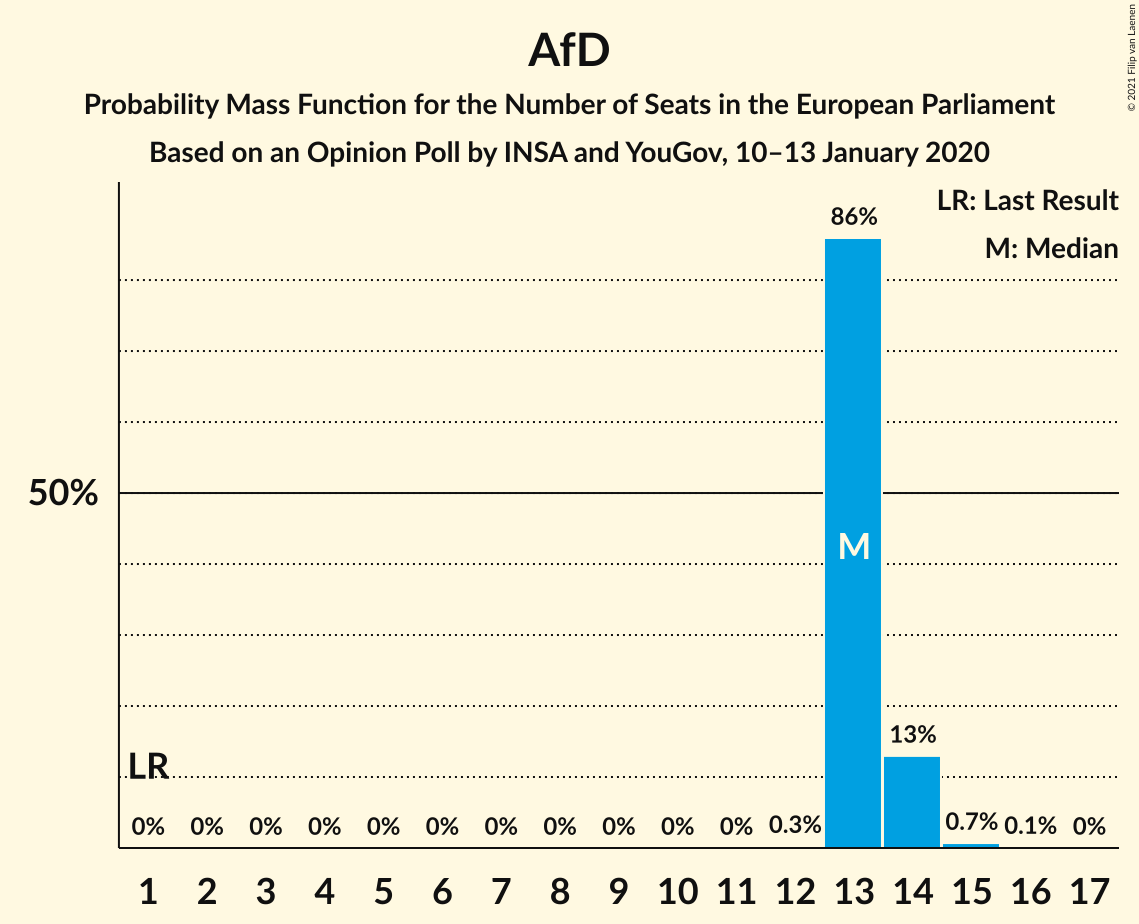 AfD
Probability Mass Function for the Number of Seats in the European Parliament
Based on an Opinion Poll by INSA and YouGov, 10–13 January 2020
© 2021 Filip van Laenen
LR: Last Result
M: Median
86%
50%
M
13%
LR
0% 0% 0% 0% 0% 0% 0% 0% 0% 0% 0% 0.3% 0.7% 0.1% 0%
1 2 3 4 5 6 7 8 9 10 11 12 13 14 15 16 17